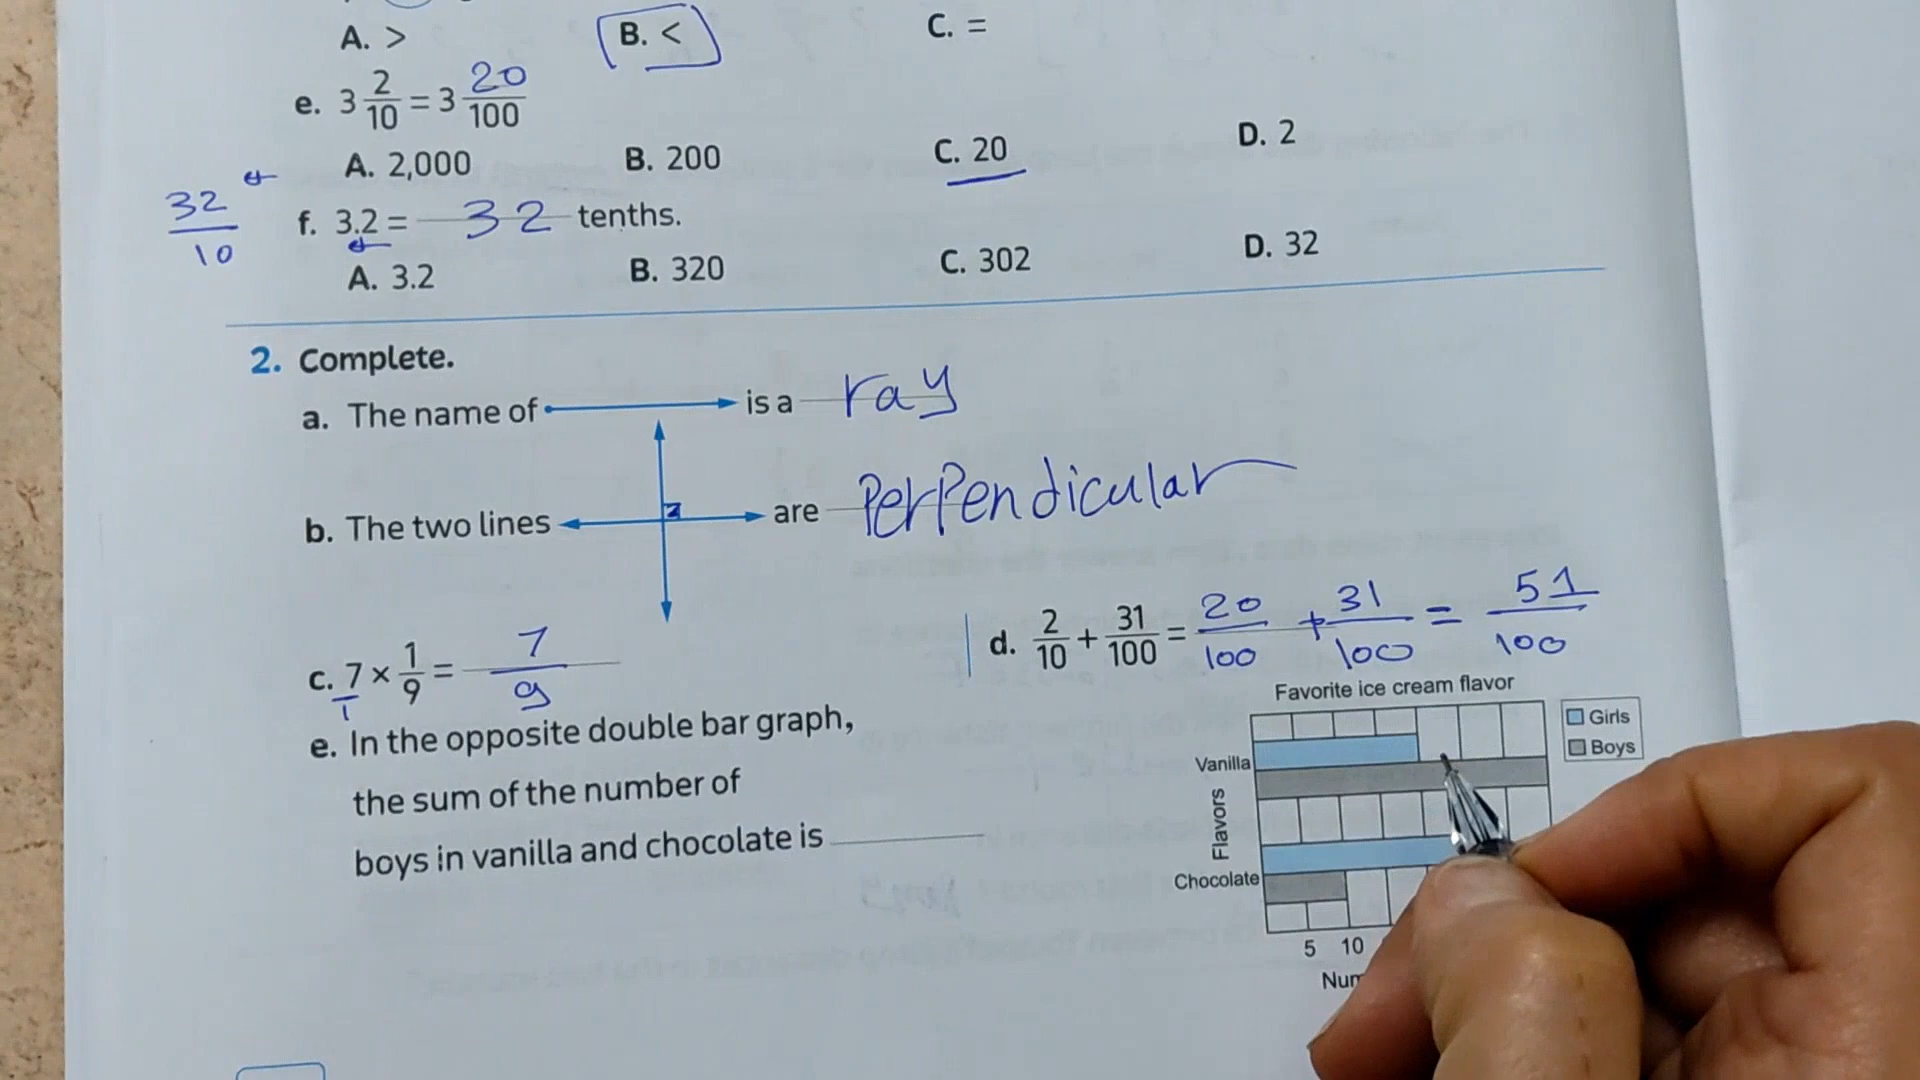 A. > B. < C. =
e. 3 2/10 = 3 20/100
A. 2,000 B. 200 C. 20 D. 2
32/10
f. 3.2 = 32 tenths.
A. 3.2 B. 320 C. 302 D. 32
2. Complete.
a. The name of is a ray
b. The two lines are Perpendicular
c. 7/1 × 1/9 = 7/9
d. 2/10 + 31/100 = 20/100 + 31/100 = 51/100
e. In the opposite double bar graph,
the sum of the number of
boys in vanilla and chocolate is
Favorite ice cream flavor
Girls
Boys
Vanilla
Flavors
Chocolate
5 10